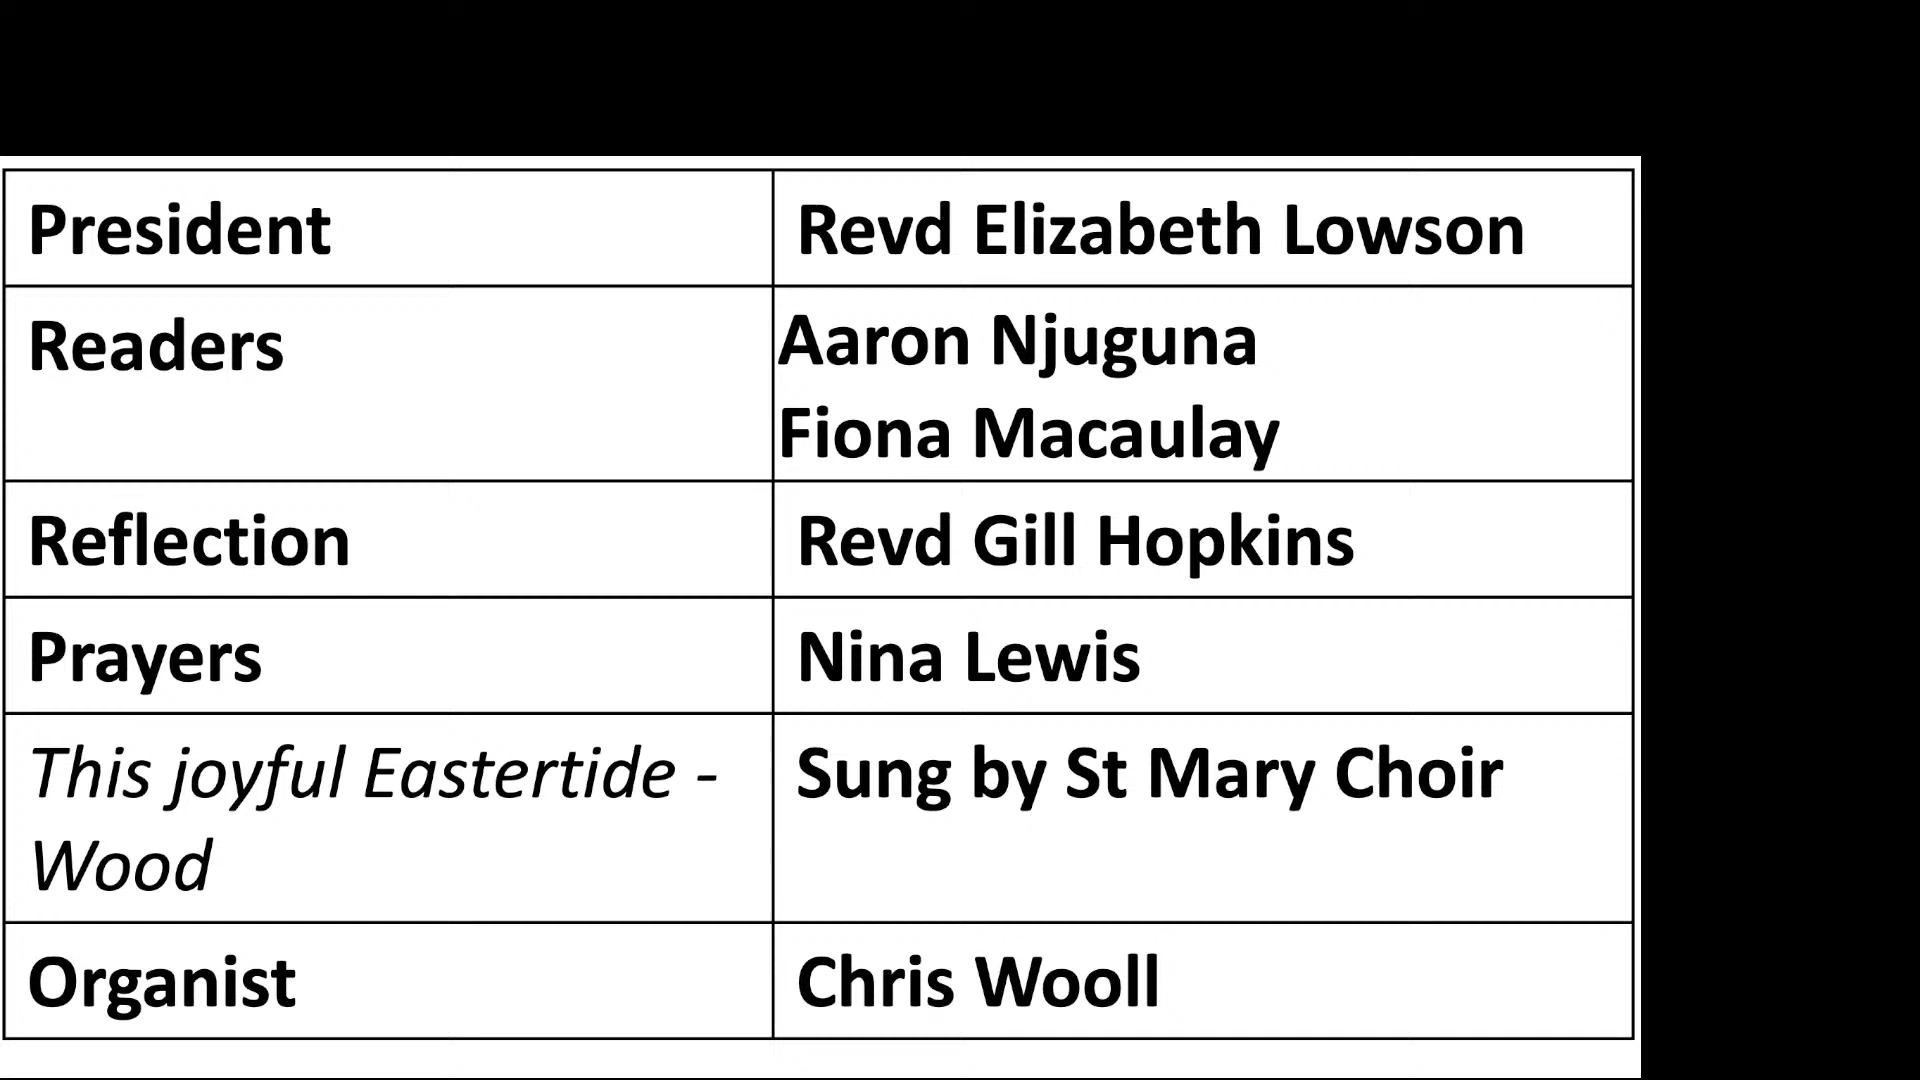 President
Revd Elizabeth Lowson
Readers
Aaron Njuguna
Fiona Macaulay
Reflection
Revd Gill Hopkins
Prayers
Nina Lewis
This joyful Eastertide -
Wood
Sung by St Mary Choir
Organist
Chris Wooll